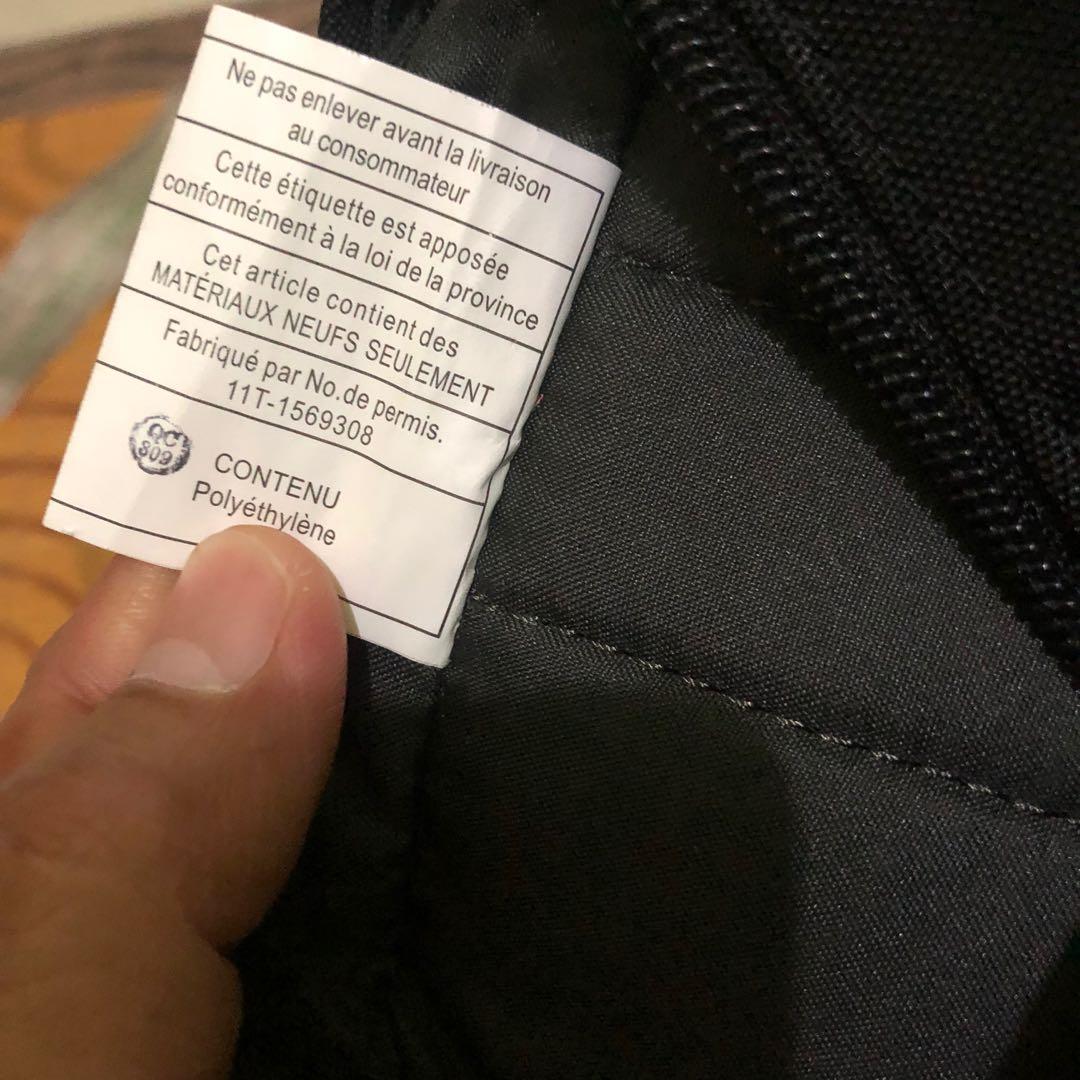 Ne pas enlever avant la livraison
au consommateur
Cette étiquette est apposée
conformément à la loi de la province
Cet article contient des
MATÉRIAUX NEUFS SEULEMENT
Fabriqué par No.de permis.
11T-1569308
QC
809
CONTENU
Polyéthylène